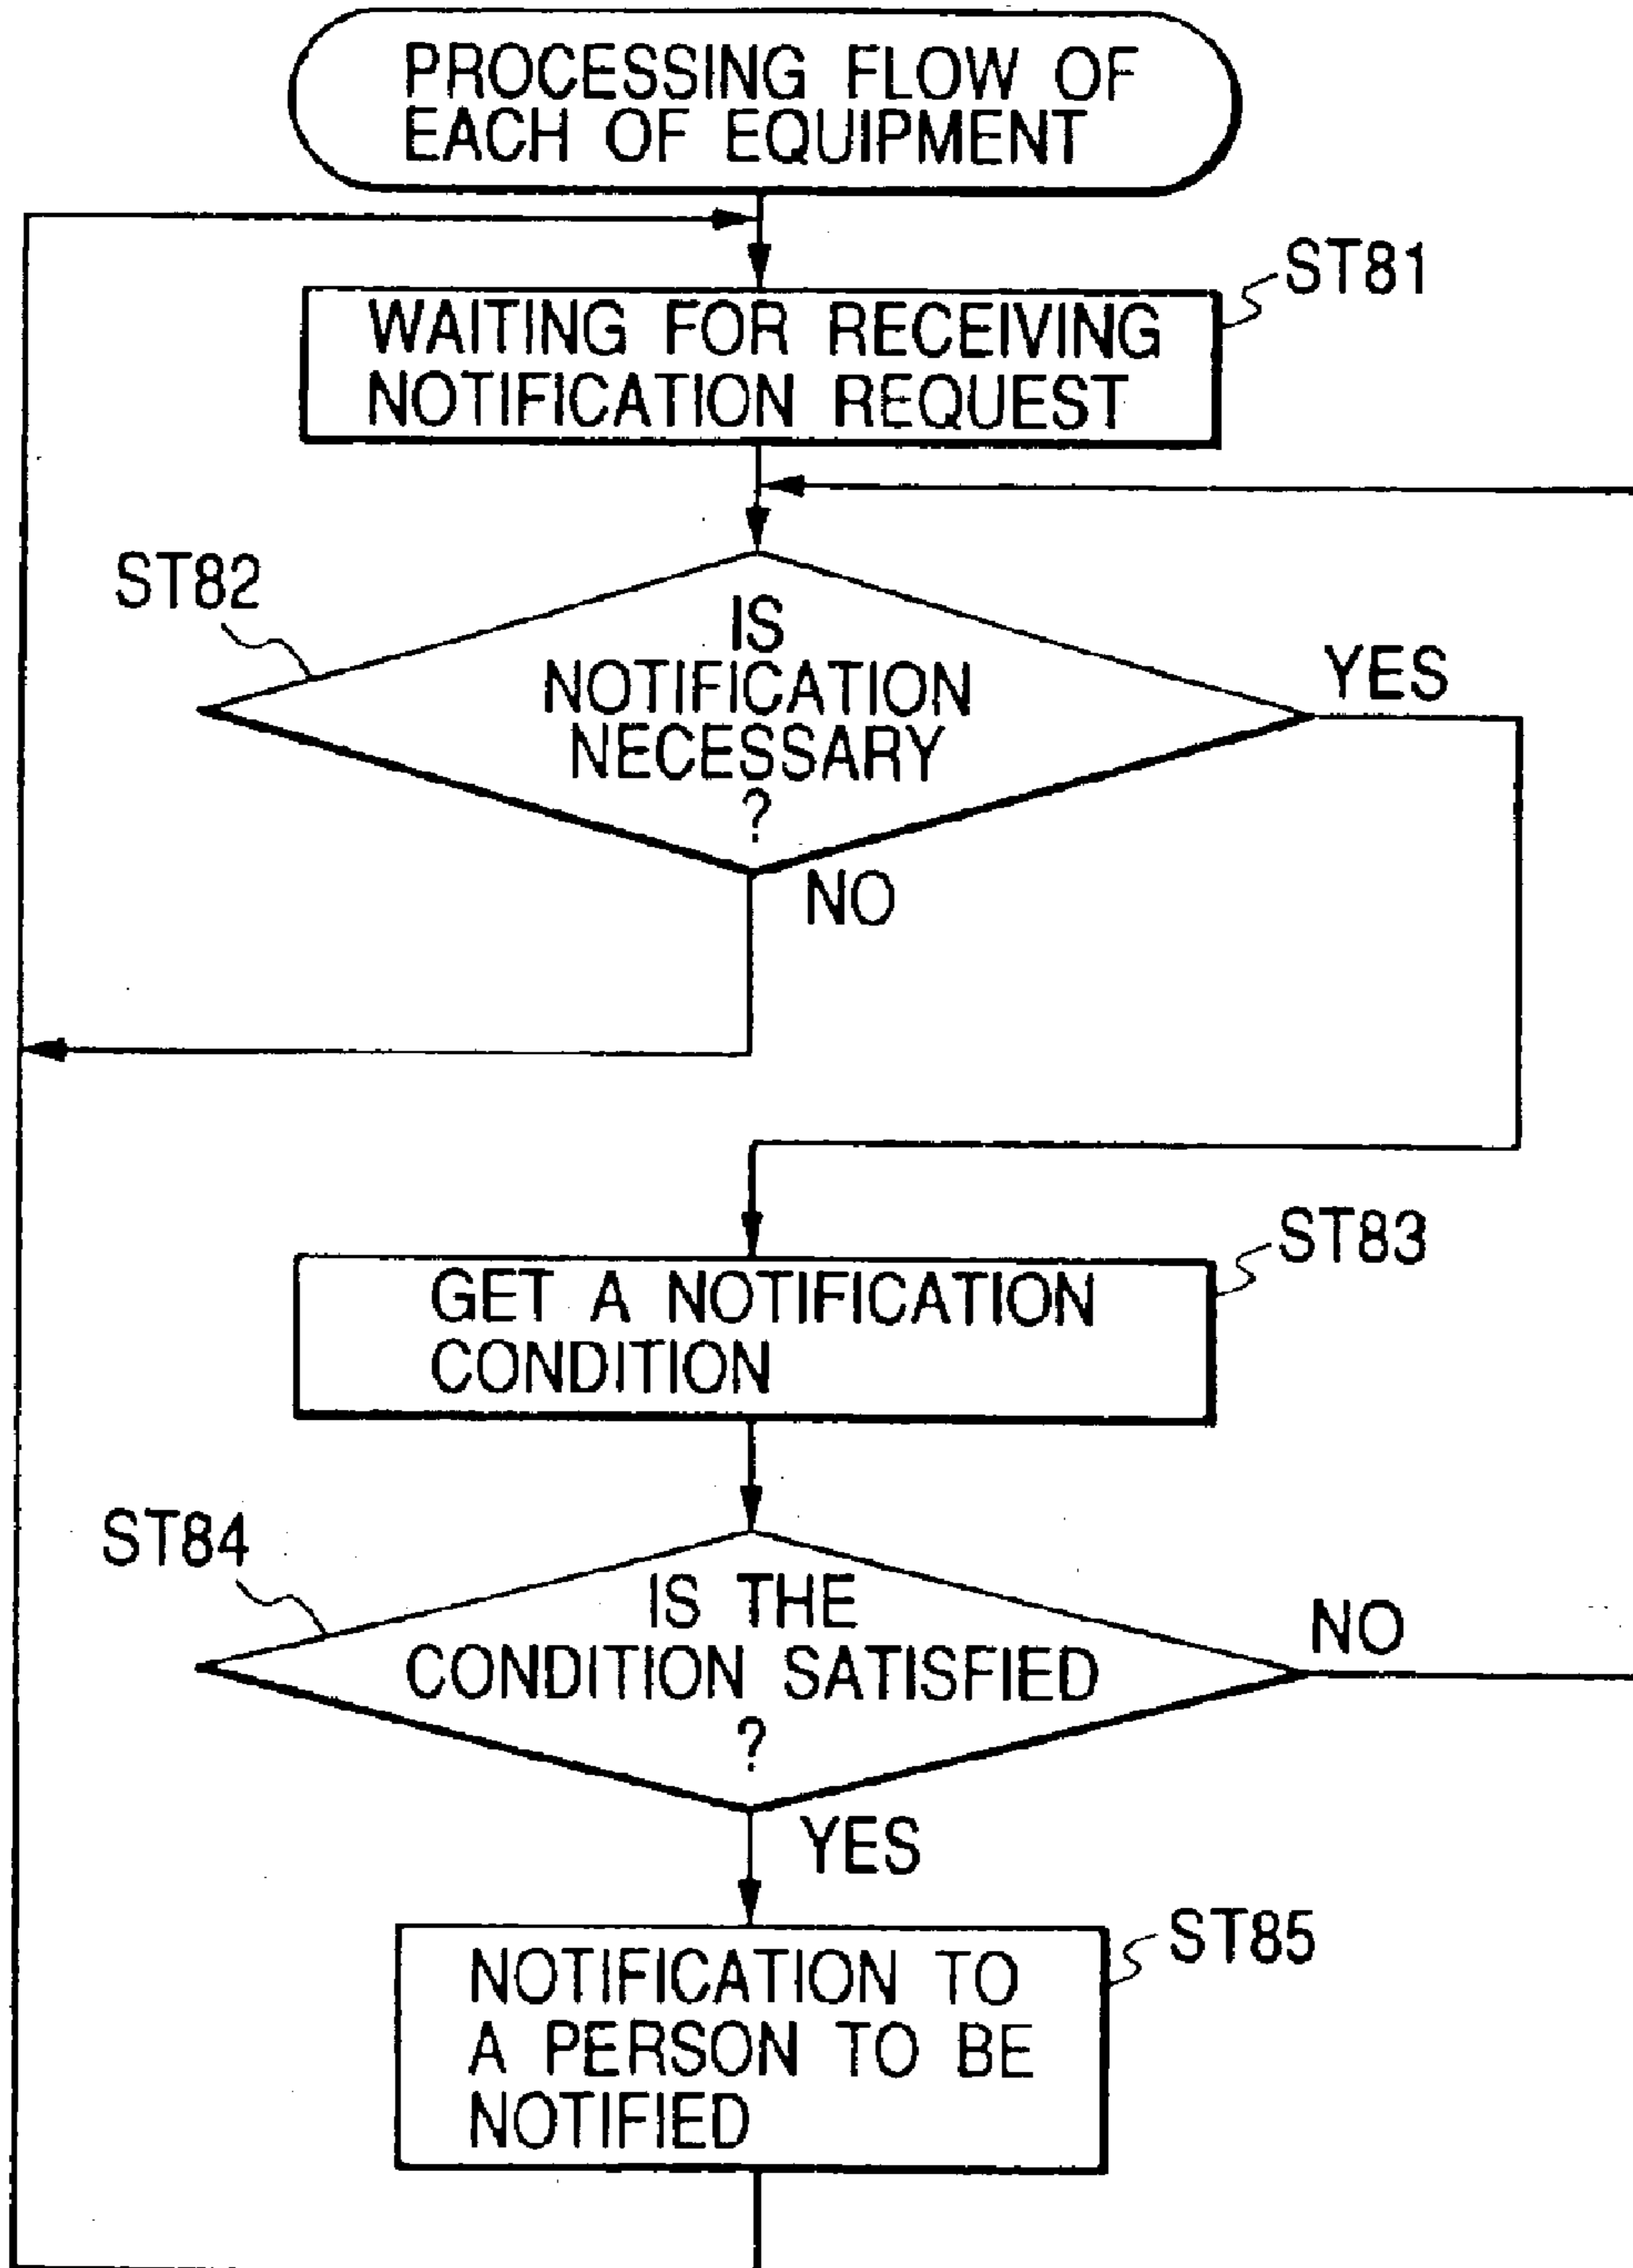 PROCESSING FLOW OF
EACH OF EQUIPMENT
ST81
WAITING FOR RECEIVING
NOTIFICATION REQUEST
ST82
IS
NOTIFICATION
NECESSARY
?
YES
NO
ST83
GET A NOTIFICATION
CONDITION
ST84
IS THE
CONDITION SATISFIED
?
NO
YES
ST85
NOTIFICATION TO
A PERSON TO BE
NOTIFIED